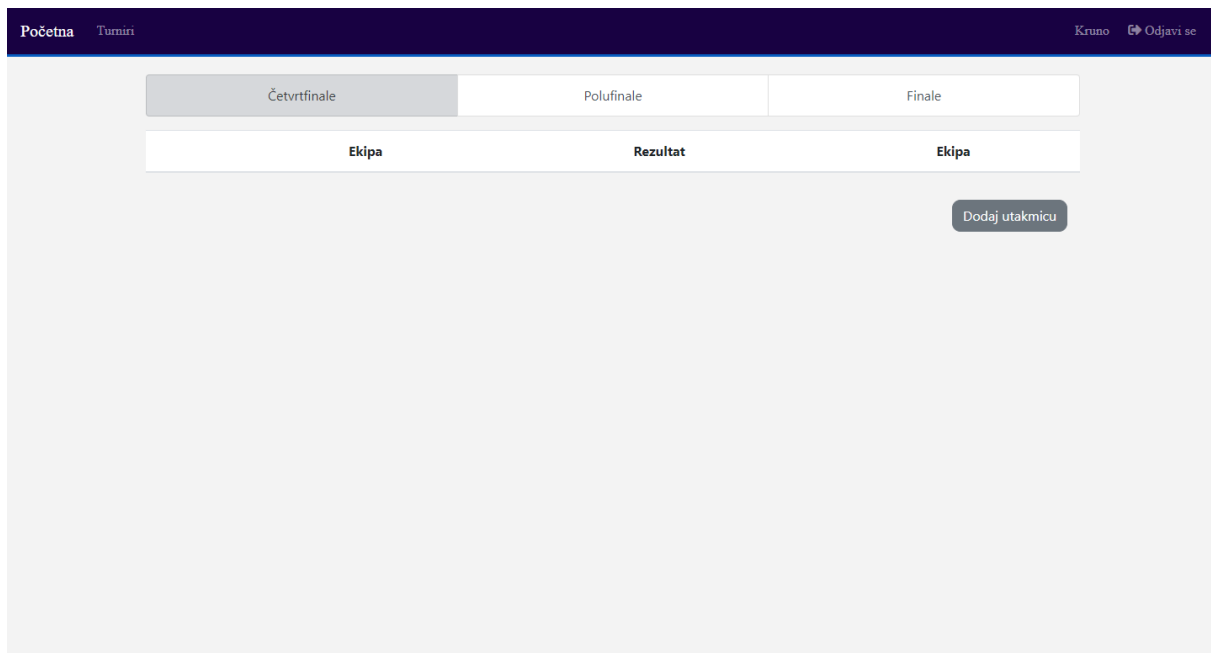 Početna Turniri Kruno Odjavi se
Četvrtfinale Polufinale Finale
Ekipa Rezultat Ekipa
Dodaj utakmicu